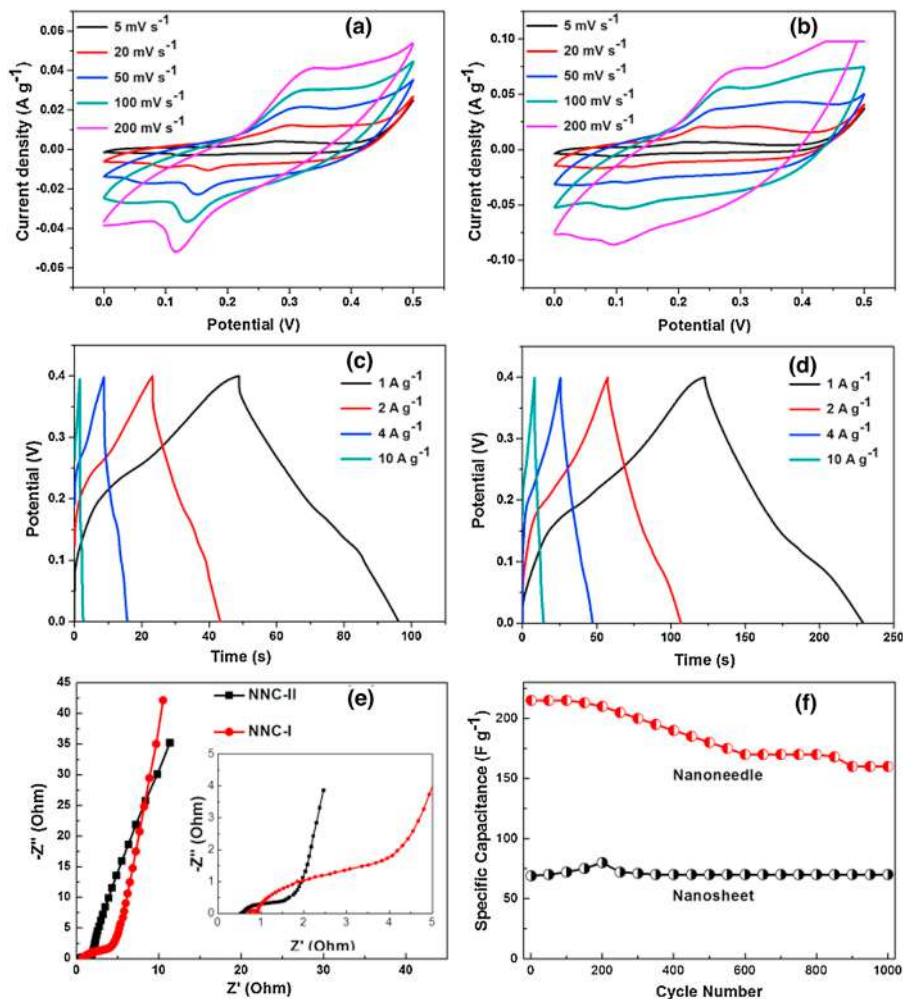 (a)
5 mV s⁻¹
20 mV s⁻¹
50 mV s⁻¹
100 mV s⁻¹
200 mV s⁻¹
Current density (A g⁻¹)
0.05
0.04
0.02
0.00
-0.02
-0.04
-0.05
0.0 0.1 0.2 0.3 0.4 0.5
Potential (V)
(b)
5 mV s⁻¹
20 mV s⁻¹
50 mV s⁻¹
100 mV s⁻¹
200 mV s⁻¹
Current density (A g⁻¹)
0.10
0.05
0.00
-0.05
-0.10
0.0 0.1 0.2 0.3 0.4 0.5
Potential (V)
(c)
1 A g⁻¹
2 A g⁻¹
4 A g⁻¹
10 A g⁻¹
Potential (V)
0.4
0.3
0.2
0.1
0.0
0 20 40 60 80 100
Time (s)
(d)
1 A g⁻¹
2 A g⁻¹
4 A g⁻¹
10 A g⁻¹
Potential (V)
0.4
0.3
0.2
0.1
0.0
0 50 100 150 200 250
Time (s)
(e)
NNC-II
NNC-I
-Z'' (Ohm)
45
40
35
30
25
20
15
10
5
0
0 10 20 30 40
Z' (Ohm)
-Z'' (Ohm)
5
4
3
2
1
0
0 1 2 3 4 5
Z' (Ohm)
(f)
Specific Capacitance (F g⁻¹)
200
150
100
50
0
Nanoneedle
Nanosheet
0 200 400 600 800 1000
Cycle Number